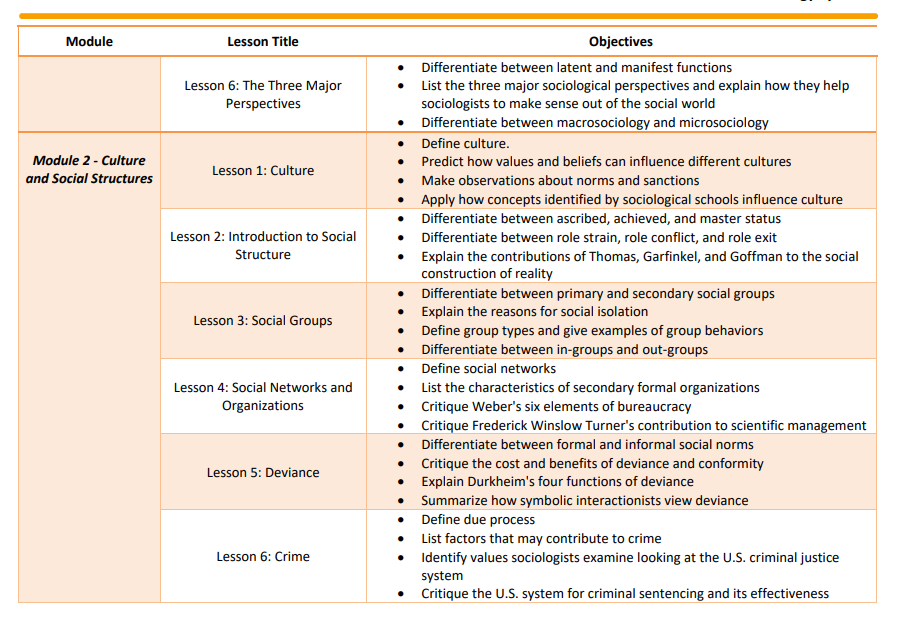 Module Lesson Title Objectives
Lesson 6: The Three Major
Perspectives
• Differentiate between latent and manifest functions
• List the three major sociological perspectives and explain how they help
sociologists to make sense out of the social world
• Differentiate between macrosociology and microsociology
Module 2 - Culture
and Social Structures
Lesson 1: Culture
• Define culture.
• Predict how values and beliefs can influence different cultures
• Make observations about norms and sanctions
• Apply how concepts identified by sociological schools influence culture
Lesson 2: Introduction to Social
Structure
• Differentiate between ascribed, achieved, and master status
• Differentiate between role strain, role conflict, and role exit
• Explain the contributions of Thomas, Garfinkel, and Goffman to the social
construction of reality
Lesson 3: Social Groups
• Differentiate between primary and secondary social groups
• Explain the reasons for social isolation
• Define group types and give examples of group behaviors
• Differentiate between in-groups and out-groups
Lesson 4: Social Networks and
Organizations
• Define social networks
• List the characteristics of secondary formal organizations
• Critique Weber's six elements of bureaucracy
• Critique Frederick Winslow Turner's contribution to scientific management
Lesson 5: Deviance
• Differentiate between formal and informal social norms
• Critique the cost and benefits of deviance and conformity
• Explain Durkheim's four functions of deviance
• Summarize how symbolic interactionists view deviance
Lesson 6: Crime
• Define due process
• List factors that may contribute to crime
• Identify values sociologists examine looking at the U.S. criminal justice
system
• Critique the U.S. system for criminal sentencing and its effectiveness